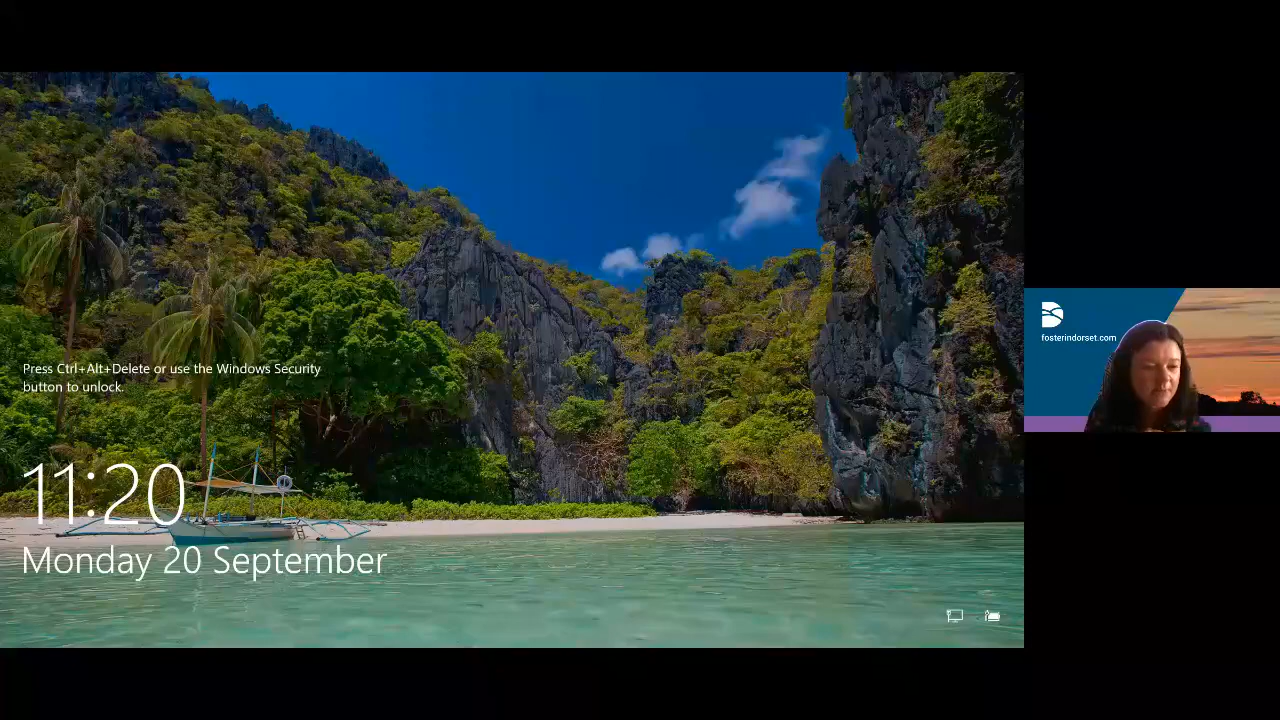 Press Ctrl+Alt+Delete or use the Windows Security
button to unlock.
11:20
Monday 20 September
fosterindorset.com